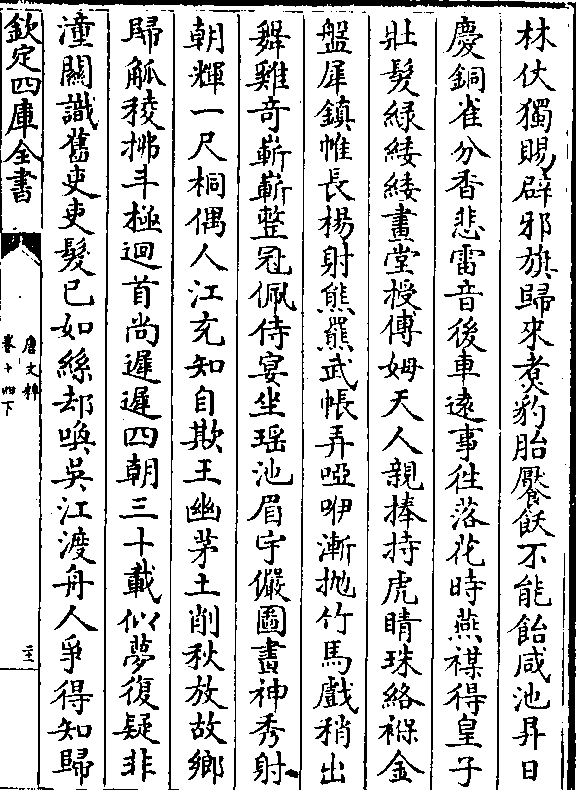 林仗獨賜辟邪旗歸來煑豹胎饜飫不能飴咸池昇日
慶銅雀分香悲雷音後車遠事徃落花時燕禖得皇子
壯髮緑緌緌畫堂授傅姆天人親捧持虎睛珠絡褓金
盤犀鎮帷長楊射熊羆武帳弄啞咿漸抛竹馬戲稍出
舞雞奇嶄嶄整冠佩侍宴坐瑶池眉宇儼圖畫神秀射
朝輝一尺桐偶人江充知自欺王幽茅土削秋放故鄉
歸觚稜拂斗極迴首尚遲遲四朝三十載似夢復疑非
潼關識舊吏吏髮已如絲却喚吳江渡舟人爭得知歸
欽定四庫全書
唐文粹
卷十四下